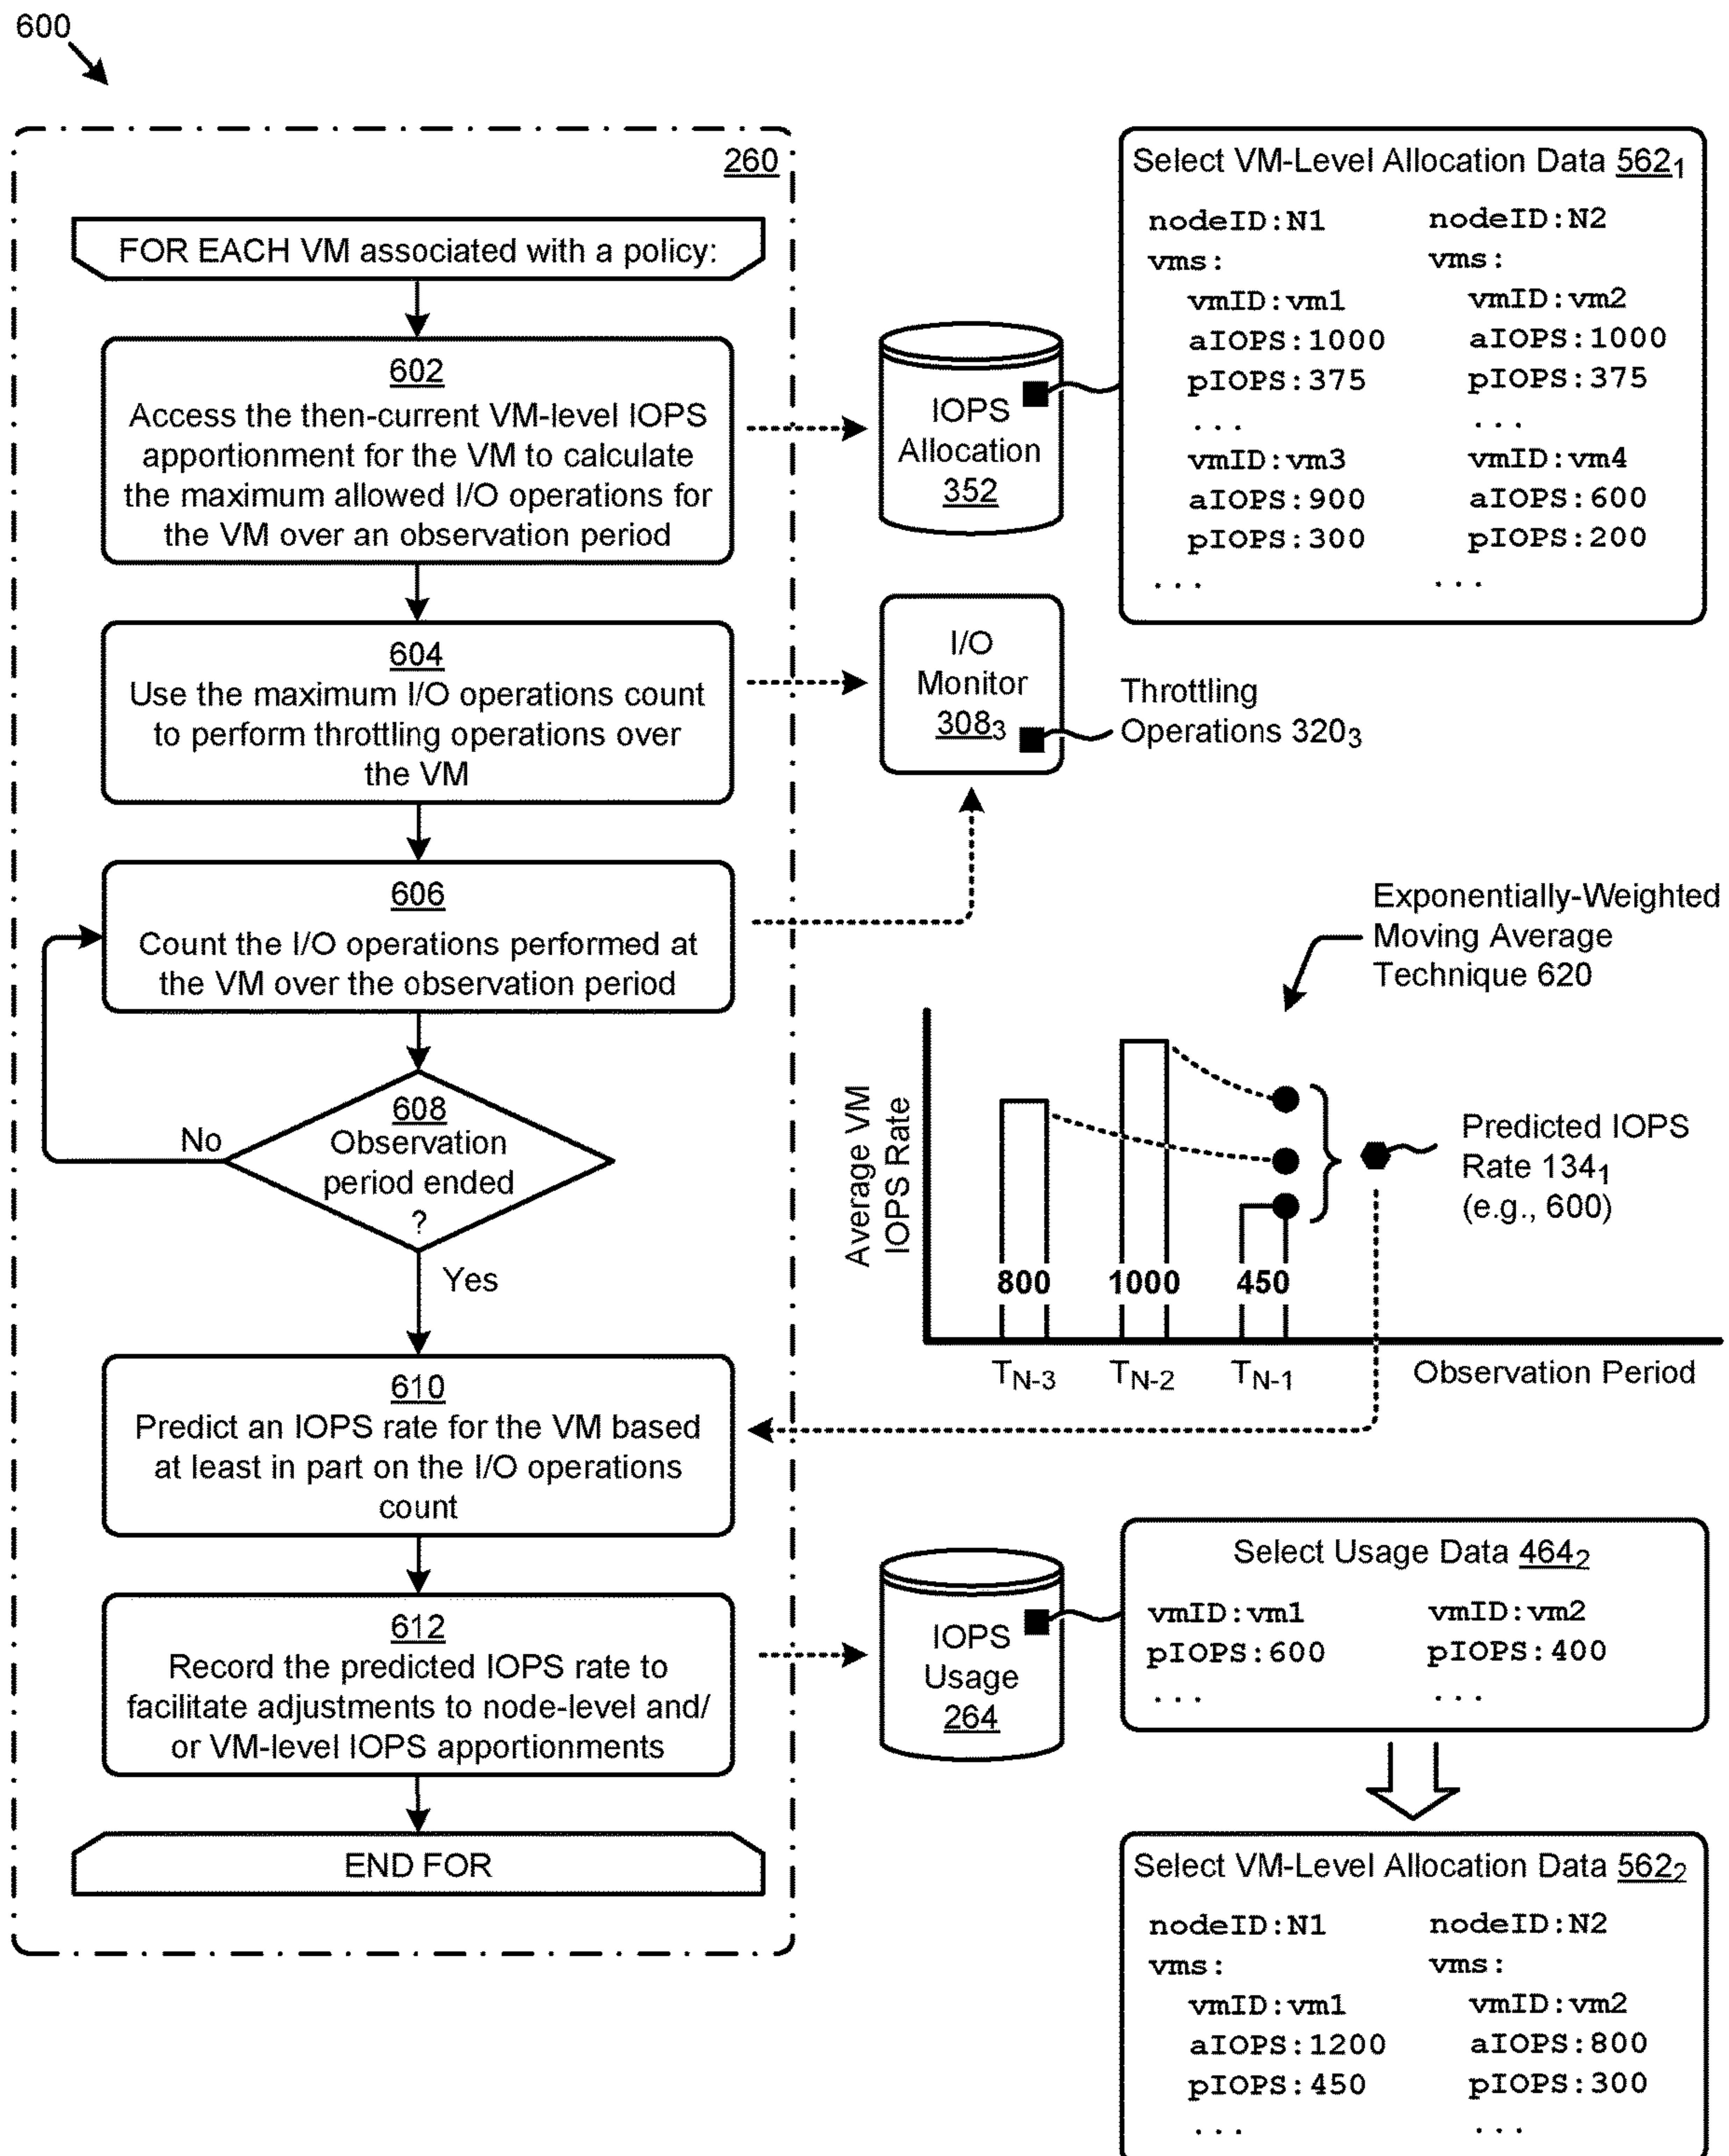 600
260
FOR EACH VM associated with a policy:
602
Access the then-current VM-level IOPS
apportionment for the VM to calculate
the maximum allowed I/O operations for
the VM over an observation period
604
Use the maximum I/O operations count
to perform throttling operations over
the VM
606
Count the I/O operations performed at
the VM over the observation period
608
Observation
period ended
?
No
Yes
610
Predict an IOPS rate for the VM based
at least in part on the I/O operations
count
612
Record the predicted IOPS rate to
facilitate adjustments to node-level and/
or VM-level IOPS apportionments
END FOR
IOPS
Allocation
352
Select VM-Level Allocation Data 562₁
nodeID:N1 nodeID:N2
vms: vms:
vmID:vm1 vmID:vm2
aIOPS:1000 aIOPS:1000
pIOPS:375 pIOPS:375
... ...
vmID:vm3 vmID:vm4
aIOPS:900 aIOPS:600
pIOPS:300 pIOPS:200
... ...
I/O
Monitor
308₃
Throttling
Operations 320₃
Exponentially-Weighted
Moving Average
Technique 620
Average VM
IOPS Rate
800 1000 450
T_N-3 T_N-2 T_N-1 Observation Period
Predicted IOPS
Rate 134₁
(e.g., 600)
IOPS
Usage
264
Select Usage Data 464₂
vmID:vm1 vmID:vm2
pIOPS:600 pIOPS:400
... ...
Select VM-Level Allocation Data 562₂
nodeID:N1 nodeID:N2
vms: vms:
vmID:vm1 vmID:vm2
aIOPS:1200 aIOPS:800
pIOPS:450 pIOPS:300
... ...